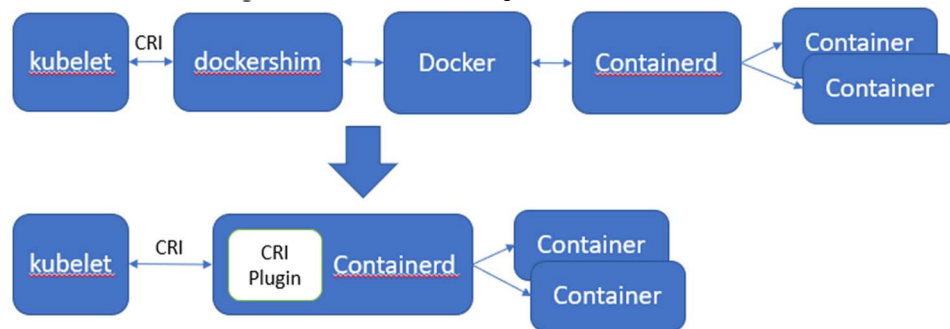 CRI
kubelet
dockershim
Docker
Containerd
Container
Container
kubelet
CRI
CRI
Plugin
Containerd
Container
Container